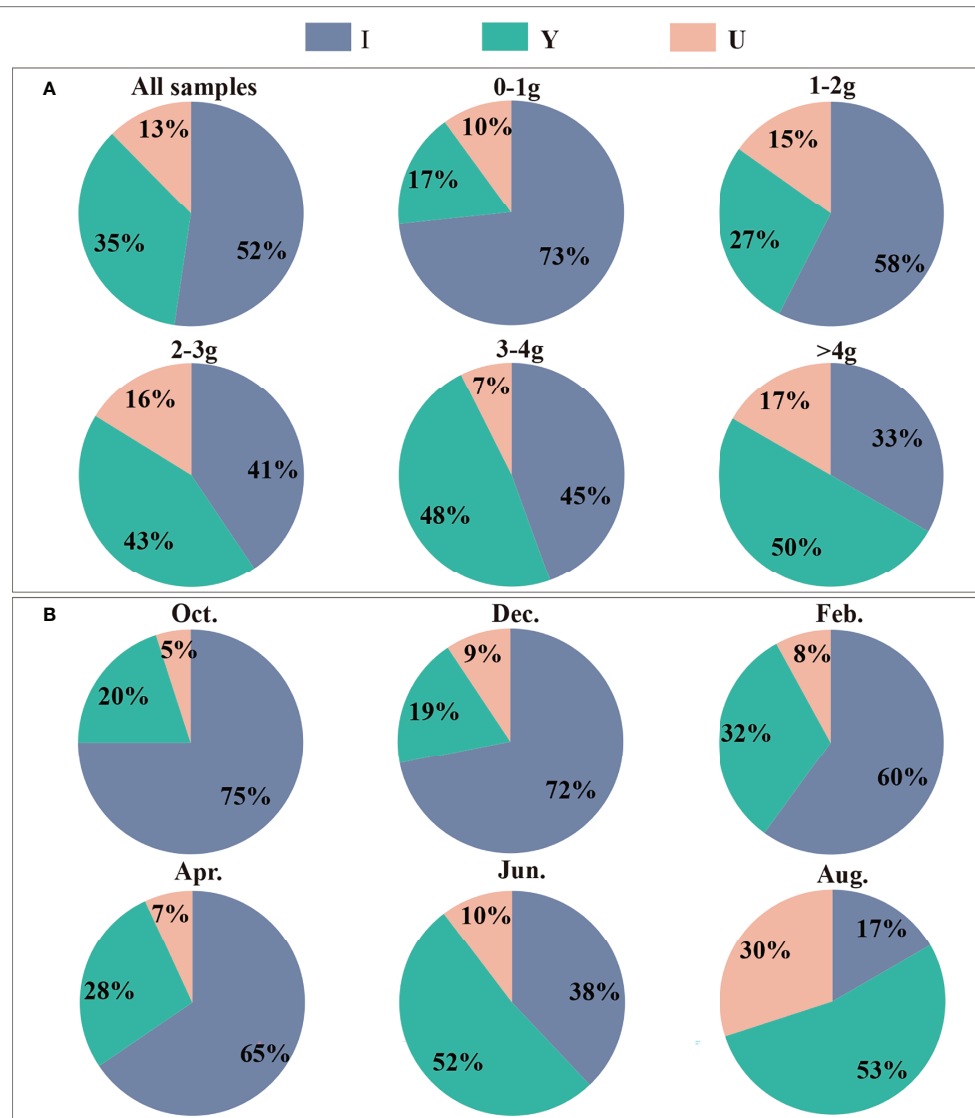 I Y U
A
All samples 0-1g 1-2g
13% 10% 15%
17%
35% 27%
52% 73% 58%
2-3g 3-4g >4g
16% 7% 17%
33%
41% 45%
48%
43% 50%
B
Oct. Dec. Feb.
5% 9% 8%
20% 19% 32%
75% 72% 60%
Apr. Jun. Aug.
7% 10% 17%
30%
28% 38%
65% 52% 53%